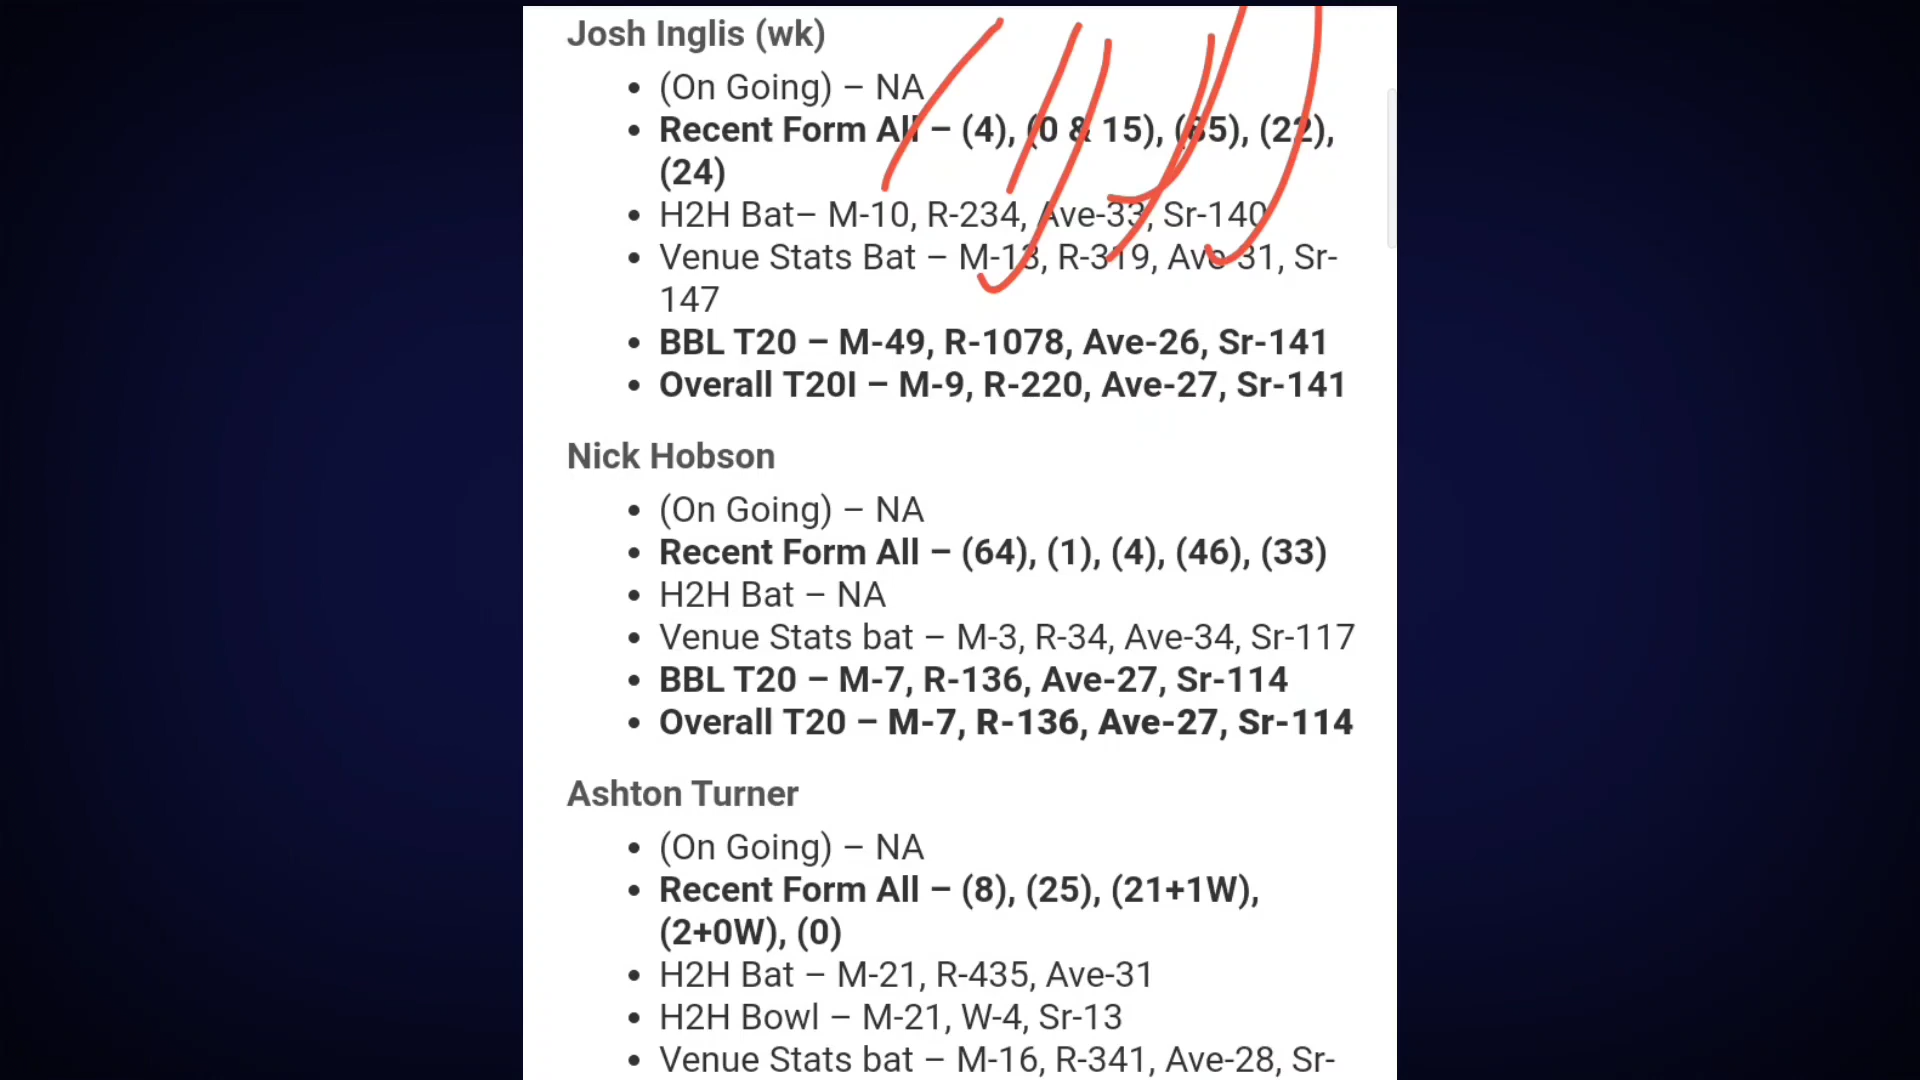 Josh Inglis (wk)
• (On Going) – NA
• Recent Form All – (4), (0 & 15), (65), (22),
(24)
• H2H Bat– M-10, R-234, Ave-33, Sr-140
• Venue Stats Bat – M-13, R-319, Ave-31, Sr-
147
• BBL T20 – M-49, R-1078, Ave-26, Sr-141
• Overall T20I – M-9, R-220, Ave-27, Sr-141
Nick Hobson
• (On Going) – NA
• Recent Form All – (64), (1), (4), (46), (33)
• H2H Bat – NA
• Venue Stats bat – M-3, R-34, Ave-34, Sr-117
• BBL T20 – M-7, R-136, Ave-27, Sr-114
• Overall T20 – M-7, R-136, Ave-27, Sr-114
Ashton Turner
• (On Going) – NA
• Recent Form All – (8), (25), (21+1W),
(2+0W), (0)
• H2H Bat – M-21, R-435, Ave-31
• H2H Bowl – M-21, W-4, Sr-13
• Venue Stats bat – M-16, R-341, Ave-28, Sr-